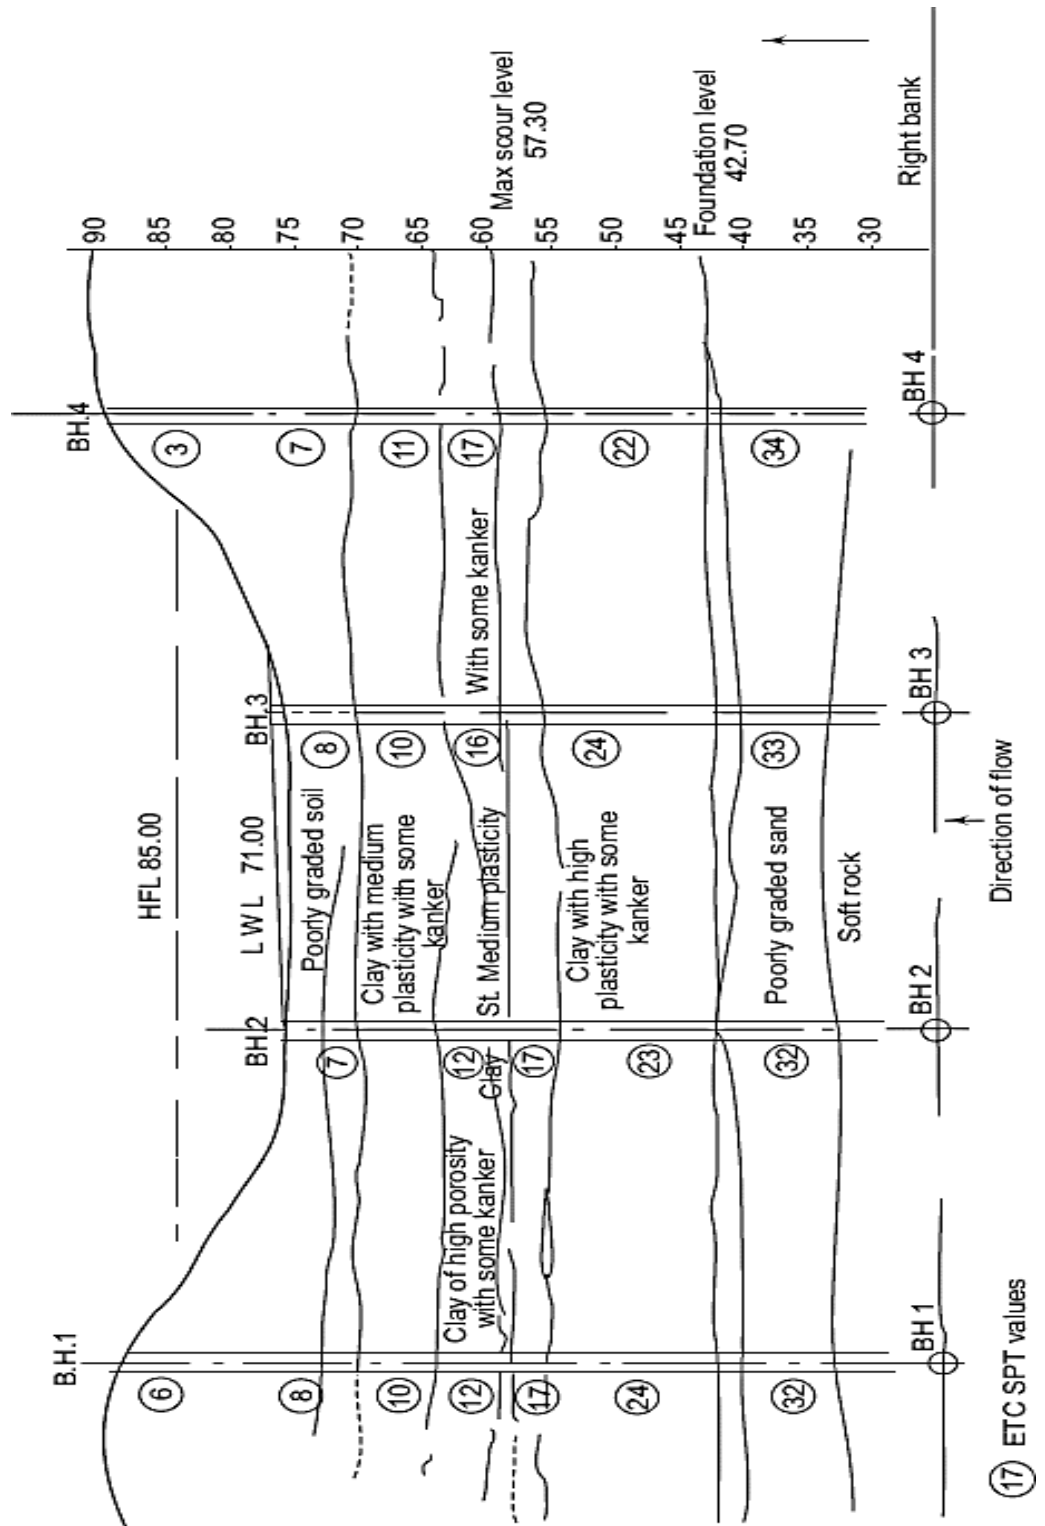 B.H.1
BH.2
BH.3
BH.4
HFL 85.00
LWL 71.00
90
85
80
75
70
65
60
55
50
45
40
35
30
Max scour level
57.30
Foundation level
42.70
6
8
10
12
17
24
32
7
12
17
23
32
8
10
16
24
33
3
7
11
17
22
34
Poorly graded soil
Clay with medium
plasticity with some
kanker
St. Medium plasticity
Clay
With some kanker
Clay of high porosity
with some kanker
Clay with high
plasticity with some
kanker
Poorly graded sand
Soft rock
BH 1
BH 2
BH 3
BH 4
Right bank
Direction of flow
17 ETC SPT values